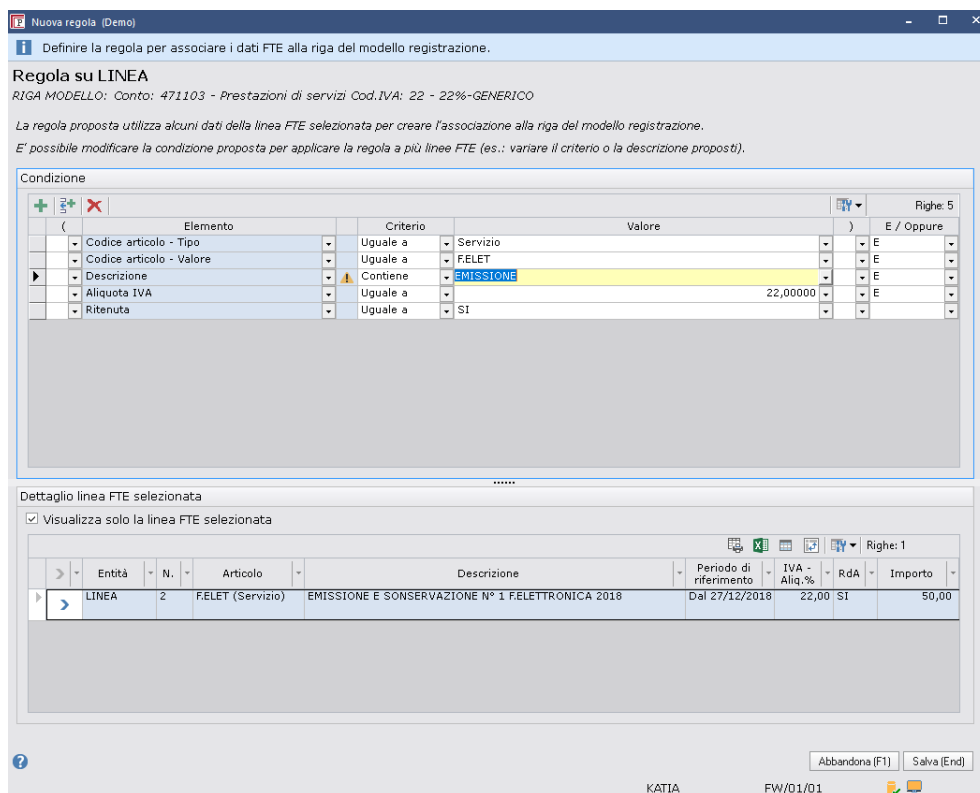 Nuova regola (Demo)
Definire la regola per associare i dati FTE alla riga del modello registrazione.
Regola su LINEA
RIGA MODELLO: Conto: 471103 - Prestazioni di servizi Cod.IVA: 22 - 22%-GENERICO
La regola proposta utilizza alcuni dati della linea FTE selezionata per creare l'associazione alla riga del modello registrazione.
E' possibile modificare la condizione proposta per applicare la regola a più linee FTE (es.: variare il criterio o la descrizione proposti).
Condizione
Righe: 5
( Elemento Criterio Valore ) E / Oppure
Codice articolo - Tipo Uguale a Servizio E
Codice articolo - Valore Uguale a F.ELET E
Descrizione Contiene EMISSIONE E
Aliquota IVA Uguale a 22,00000 E
Ritenuta Uguale a SI
Dettaglio linea FTE selezionata
Visualizza solo la linea FTE selezionata
Righe: 1
Entità N. Articolo Descrizione Periodo di riferimento IVA - Aliq.% RdA Importo
LINEA 2 F.ELET (Servizio) EMISSIONE E SONSERVAZIONE N° 1 F.ELETTRONICA 2018 Dal 27/12/2018 22,00 SI 50,00
Abbandona (F1) Salva (End)
KATIA FW/01/01